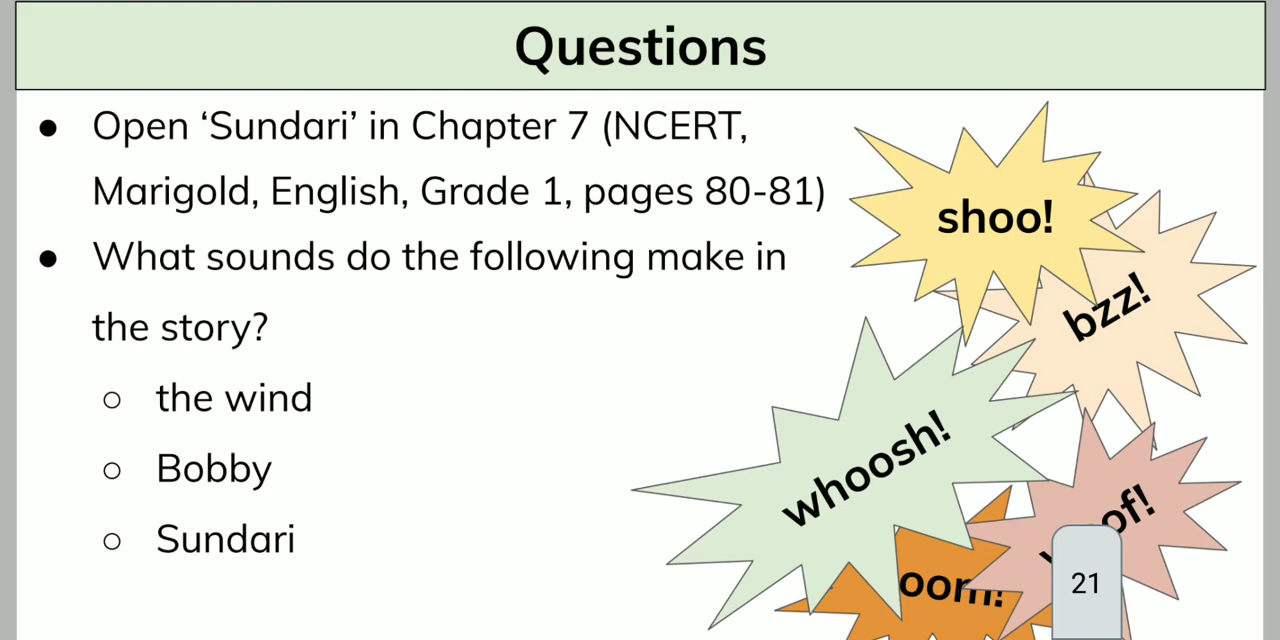 Questions
● Open ‘Sundari’ in Chapter 7 (NCERT,
Marigold, English, Grade 1, pages 80-81)
● What sounds do the following make in
the story?
○ the wind
○ Bobby
○ Sundari
shoo!
bzz!
whoosh!
21